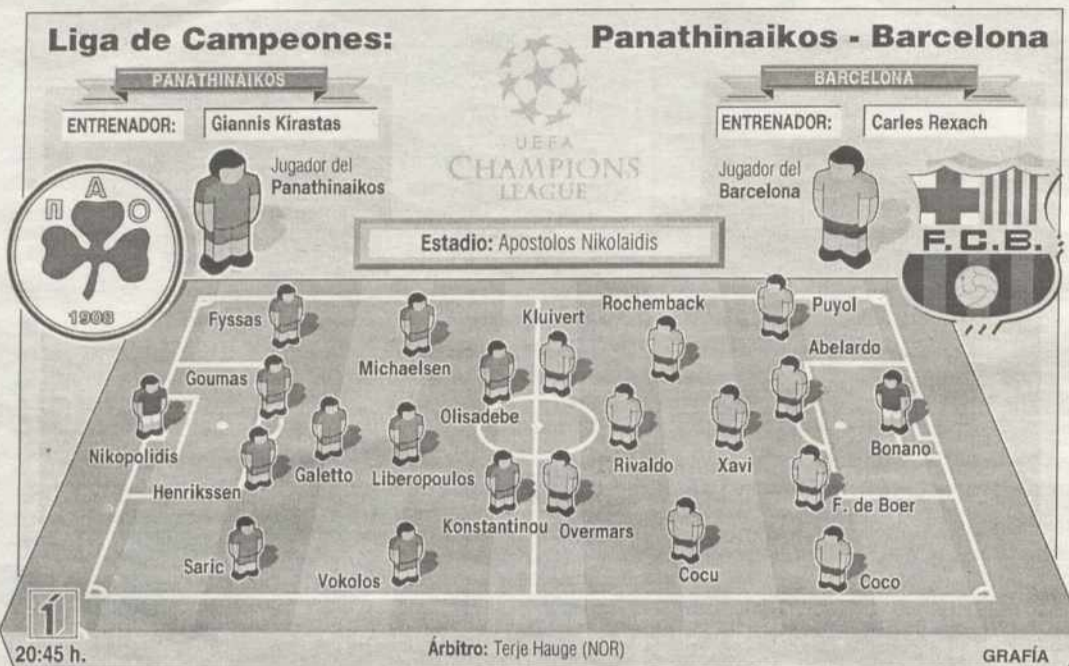 Liga de Campeones:
Panathinaikos - Barcelona
PANATHINAIKOS
BARCELONA
ENTRENADOR: Giannis Kirastas
ENTRENADOR: Carles Rexach
UEFA
CHAMPIONS
LEAGUE
Jugador del
Panathinaikos
Jugador del
Barcelona
Π Α Ο
1908
F.C.B.
Estadio: Apostolos Nikolaidis
Fyssas
Michaelsen
Kluivert
Rochemback
Puyol
Goumas
Olisadebe
Abelardo
Nikopolidis
Henrikssen
Galetto
Liberopoulos
Rivaldo
Xavi
Bonano
Konstantinou
Overmars
F. de Boer
Saric
Vokolos
Cocu
Coco
1
20:45 h.
Árbitro: Terje Hauge (NOR)
GRAFÍA